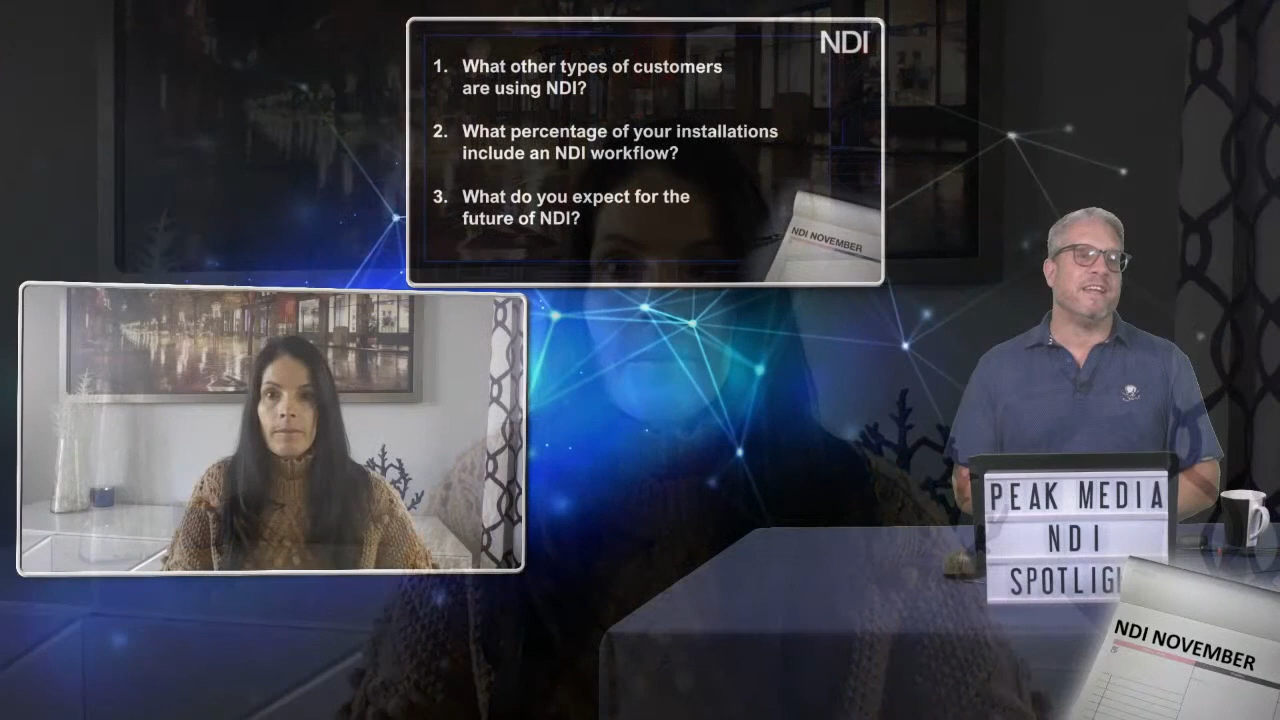 NDI
1. What other types of customers
are using NDI?
2. What percentage of your installations
include an NDI workflow?
3. What do you expect for the
future of NDI?
NDI NOVEMBER
PEAK MEDIA
NDI
SPOTLIG
NDI NOVEMBER